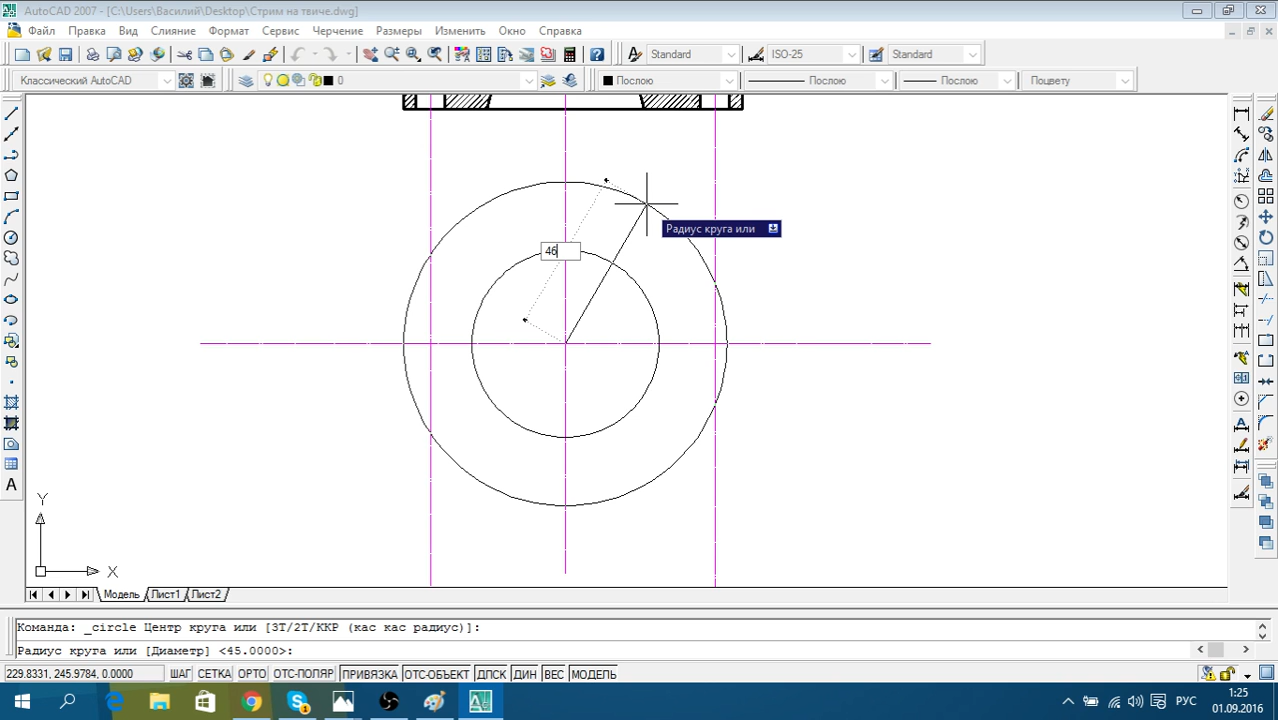 AutoCAD 2007 - [C:\Users\Василий\Desktop\Стрим на твиче.dwg]
Файл Правка Вид Слияние Формат Сервис Черчение Размеры Изменить Окно Справка
Standard ISO-25 Standard
Классический AutoCAD 0 Послою Послою Послою Поцвету
Радиус круга или
46
Y
X
A
Модель Лист1 Лист2
Команда: _circle Центр круга или [3Т/2Т/ККР (кас кас радиус)]:
Радиус круга или [Диаметр] <45.0000>:
229.8331, 245.9784, 0.0000 ШАГ СЕТКА ОРТО ОТС-ПОЛЯР ПРИВЯЗКА ОТС-ОБЪЕКТ ДПСК ДИН ВЕС МОДЕЛЬ
РУС
1:25
01.09.2016